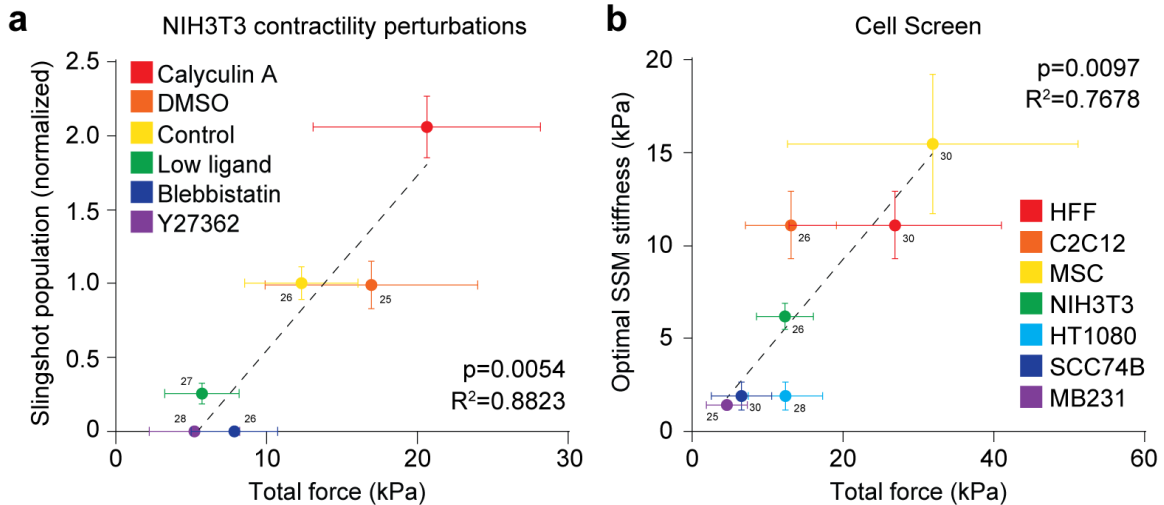 a
NIH3T3 contractility perturbations
Slingshot population (normalized)
2.5
2.0
1.5
1.0
0.5
0
Calyculin A
DMSO
Control
Low ligand
Blebbistatin
Y27362
26
25
27
28
26
p=0.0054
R²=0.8823
0
10
20
30
Total force (kPa)
b
Cell Screen
Optimal SSM stiffness (kPa)
20
15
10
5
0
p=0.0097
R²=0.7678
30
26
30
26
25
30
28
HFF
C2C12
MSC
NIH3T3
HT1080
SCC74B
MB231
0
20
40
60
Total force (kPa)